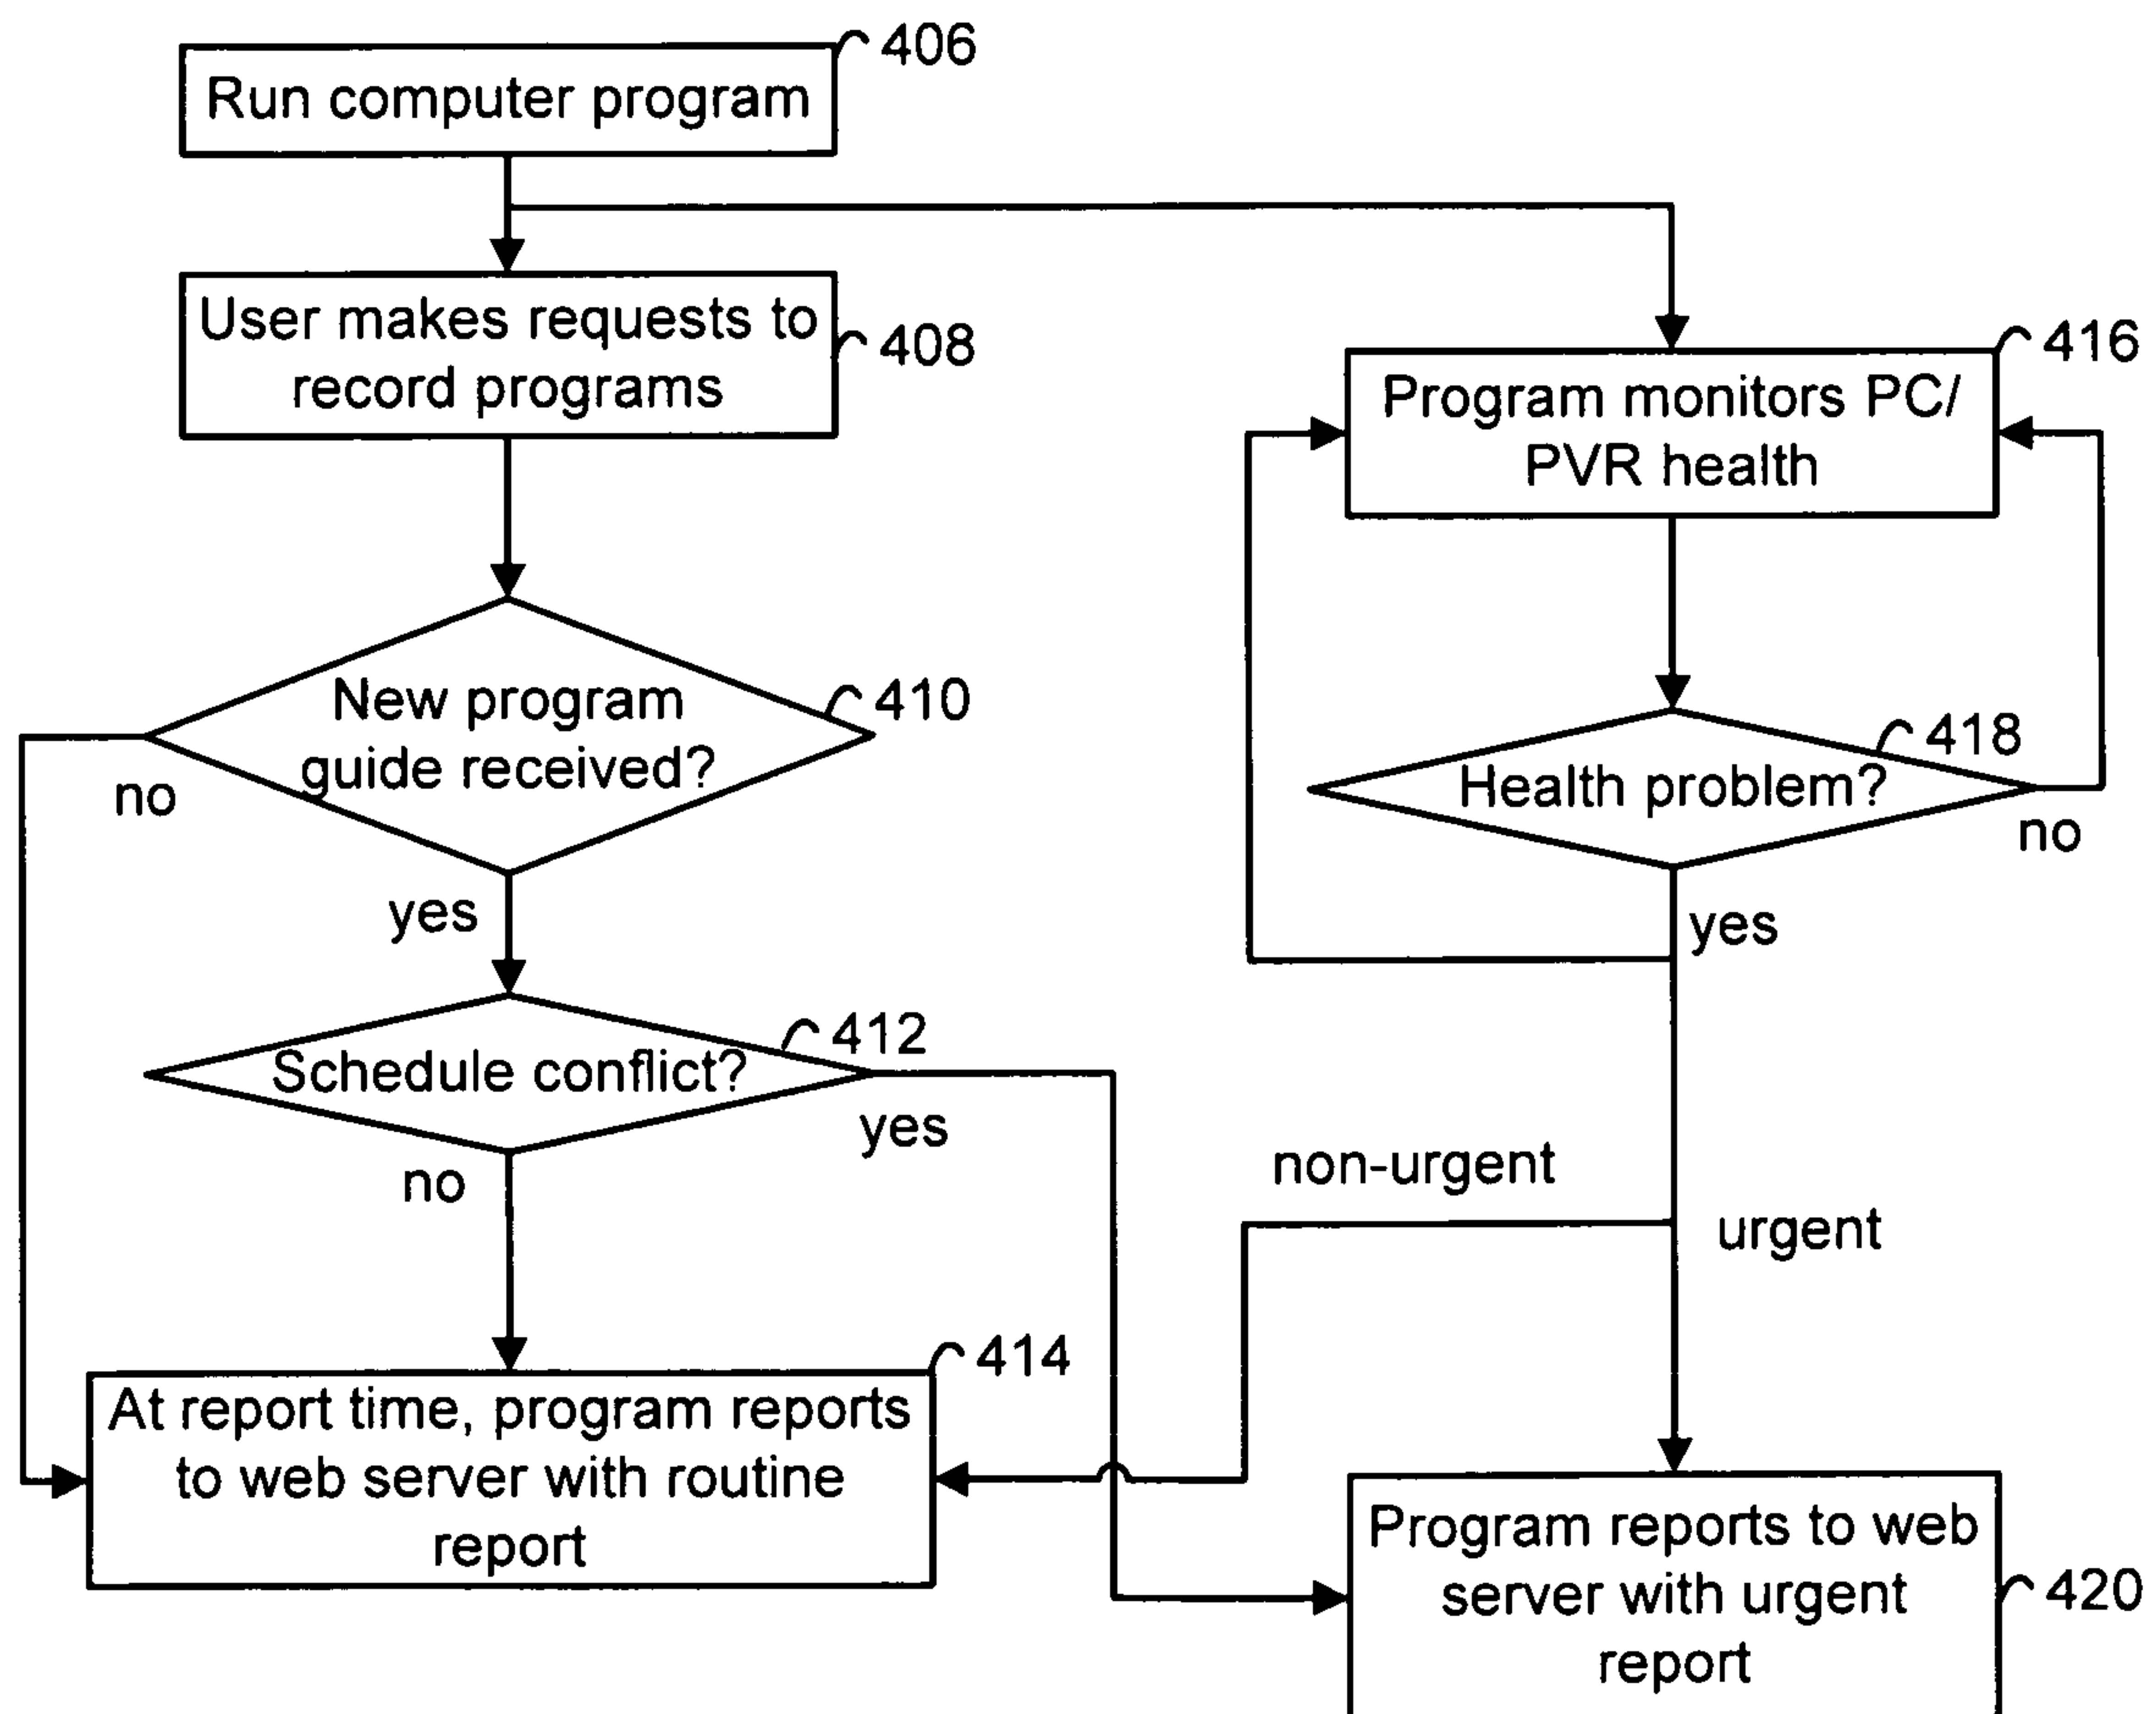 406
Run computer program
User makes requests to
record programs
408
416
Program monitors PC/
PVR health
New program
guide received?
410
no
yes
418
Health problem?
no
yes
412
Schedule conflict?
yes
no
non-urgent
urgent
414
At report time, program reports
to web server with routine
report
Program reports to web
server with urgent
report
420